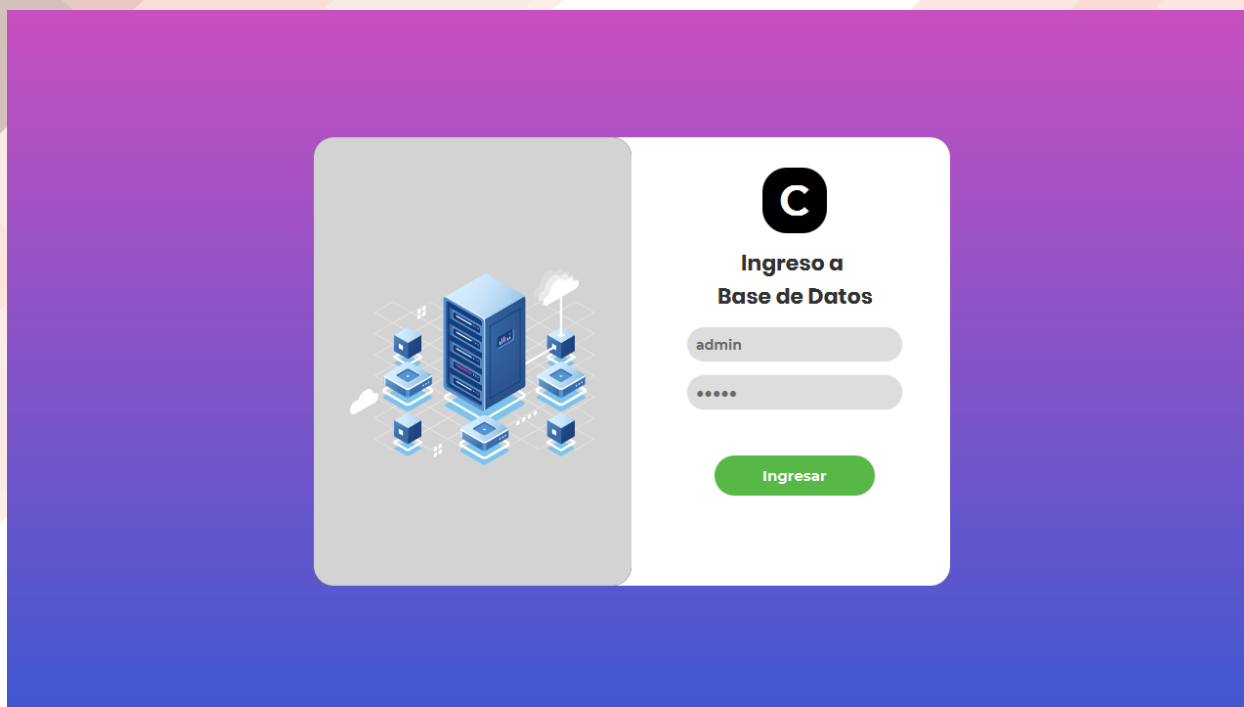 C
Ingreso a
Base de Datos
admin
•••••
Ingresar